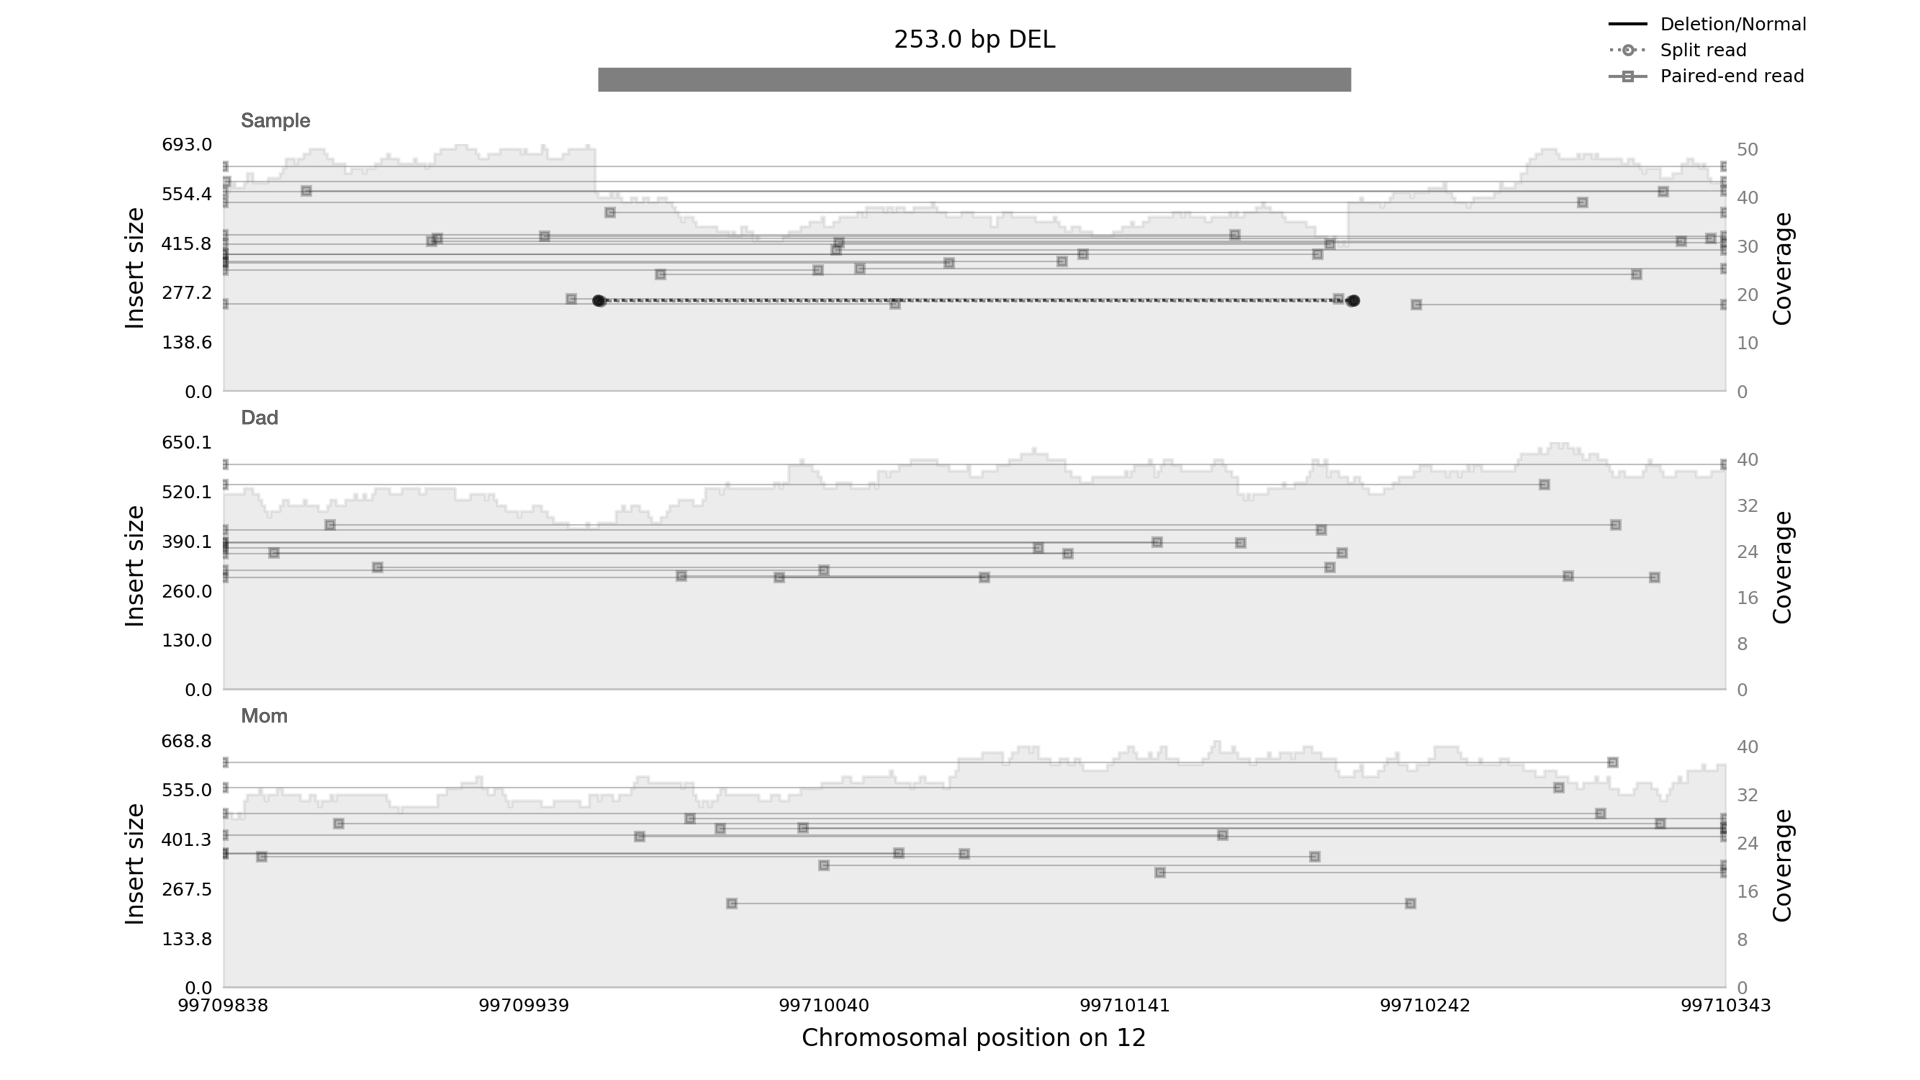 253.0 bp DEL
Deletion/Normal
Split read
Paired-end read
Sample
693.0
554.4
415.8
277.2
138.6
0.0
Insert size
50
40
30
20
10
0
Coverage
Dad
650.1
520.1
390.1
260.0
130.0
0.0
Insert size
40
32
24
16
8
0
Coverage
Mom
668.8
535.0
401.3
267.5
133.8
0.0
Insert size
40
32
24
16
8
0
Coverage
99709838 99709939 99710040 99710141 99710242 99710343
Chromosomal position on 12